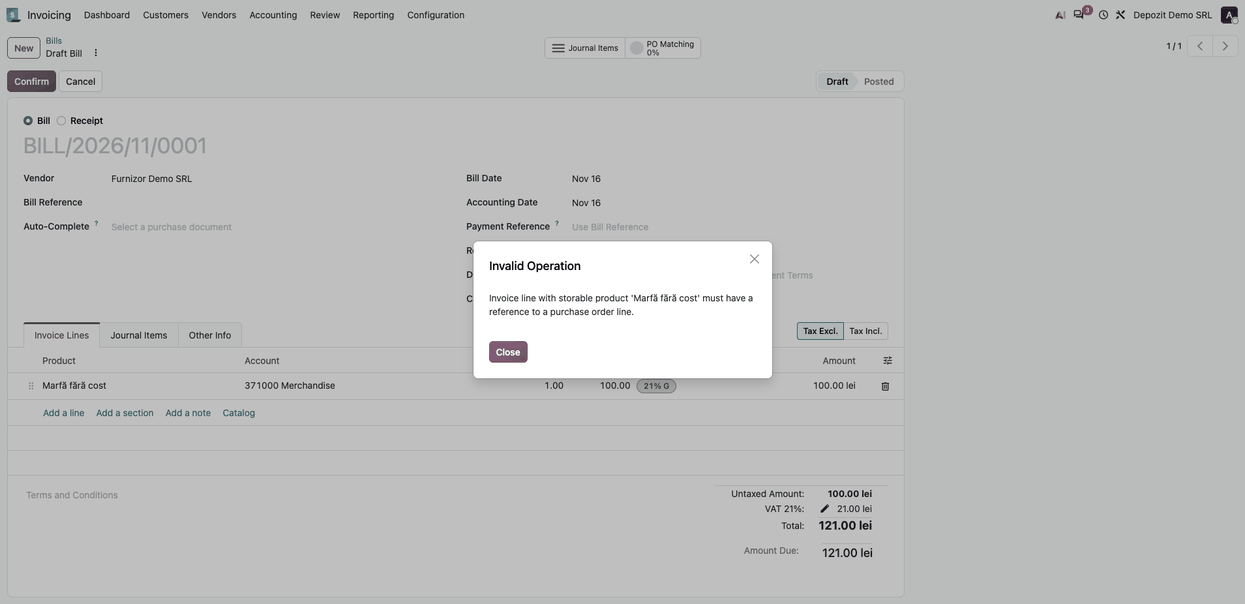 Invoicing Dashboard Customers Vendors Accounting Review Reporting Configuration 3 Depozit Demo SRL A
New Bills
Draft Bill
Journal Items PO Matching
0%
1 / 1
Confirm Cancel Draft Posted
Bill Receipt
BILL/2026/11/0001
Vendor Furnizor Demo SRL Bill Date Nov 16
Bill Reference Accounting Date Nov 16
Auto-Complete ? Select a purchase document Payment Reference ? Use Bill Reference
Invalid Operation
Invoice line with storable product 'Marfă fără cost' must have a
reference to a purchase order line.
Close
Invoice Lines Journal Items Other Info Tax Excl. Tax Incl.
Product Account Amount
Marfă fără cost 371000 Merchandise 1.00 100.00 21% G 100.00 lei
Add a line Add a section Add a note Catalog
Terms and Conditions
Untaxed Amount: 100.00 lei
VAT 21%: 21.00 lei
Total: 121.00 lei
Amount Due: 121.00 lei